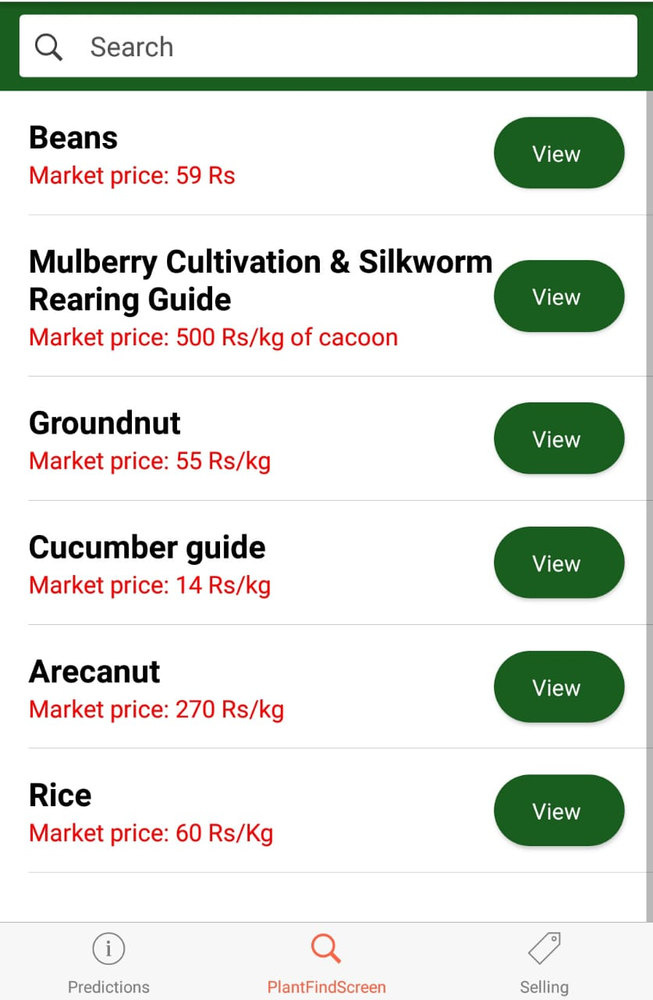 Search
Beans
Market price: 59 Rs
View
Mulberry Cultivation & Silkworm
Rearing Guide
Market price: 500 Rs/kg of cacoon
View
Groundnut
Market price: 55 Rs/kg
View
Cucumber guide
Market price: 14 Rs/kg
View
Arecanut
Market price: 270 Rs/kg
View
Rice
Market price: 60 Rs/Kg
View
Predictions
PlantFindScreen
Selling